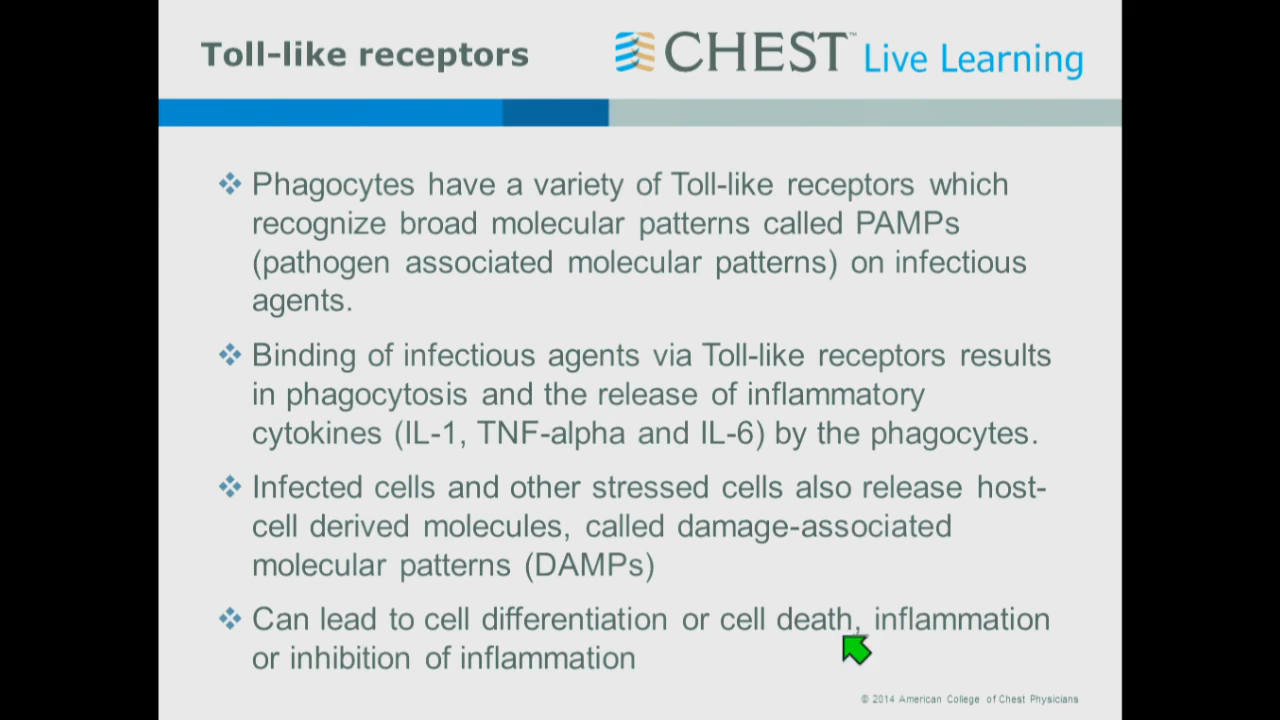 Toll-like receptors
CHEST™ Live Learning
❖ Phagocytes have a variety of Toll-like receptors which
recognize broad molecular patterns called PAMPs
(pathogen associated molecular patterns) on infectious
agents.
❖ Binding of infectious agents via Toll-like receptors results
in phagocytosis and the release of inflammatory
cytokines (IL-1, TNF-alpha and IL-6) by the phagocytes.
❖ Infected cells and other stressed cells also release host-
cell derived molecules, called damage-associated
molecular patterns (DAMPs)
❖ Can lead to cell differentiation or cell death, inflammation
or inhibition of inflammation
© 2014 American College of Chest Physicians